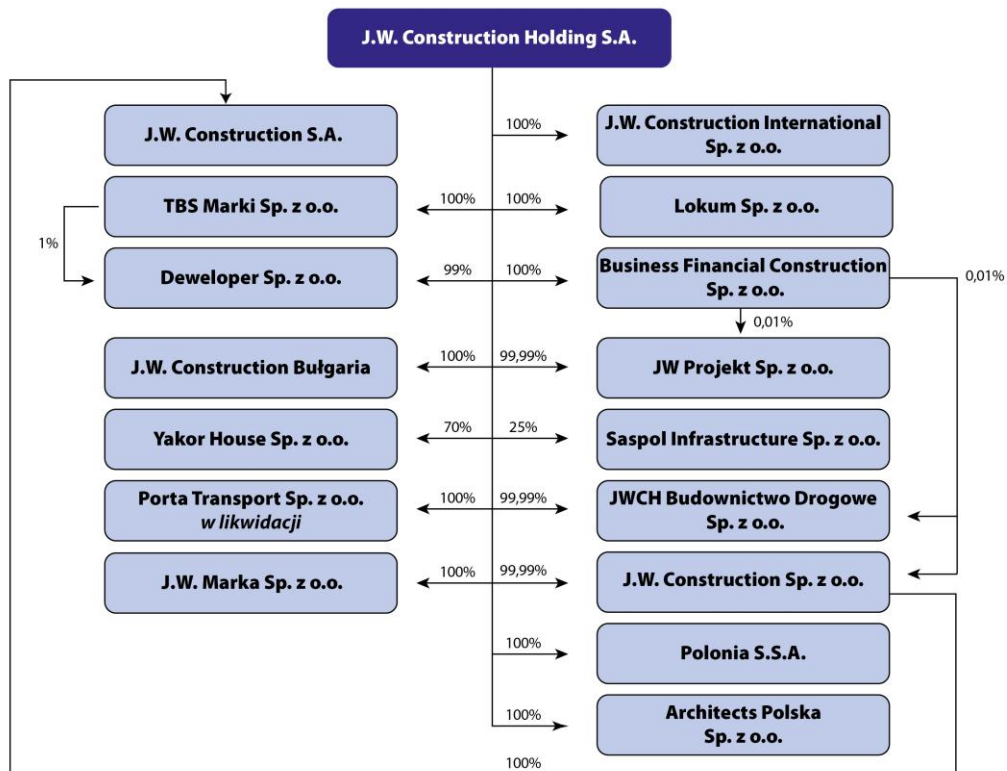 J.W. Construction Holding S.A.
J.W. Construction S.A.
100%
J.W. Construction International
Sp. z o.o.
TBS Marki Sp. z o.o.
100%
100%
Lokum Sp. z o.o.
1%
Deweloper Sp. z o.o.
99%
100%
Business Financial Construction
Sp. z o.o.
0,01%
0,01%
J.W. Construction Bułgaria
100%
99,99%
JW Projekt Sp. z o.o.
Yakor House Sp. z o.o.
70%
25%
Saspol Infrastructure Sp. z o.o.
Porta Transport Sp. z o.o.
w likwidacji
100%
99,99%
JWCH Budownictwo Drogowe
Sp. z o.o.
J.W. Marka Sp. z o.o.
100%
99,99%
J.W. Construction Sp. z o.o.
100%
Polonia S.S.A.
100%
Architects Polska
Sp. z o.o.
100%